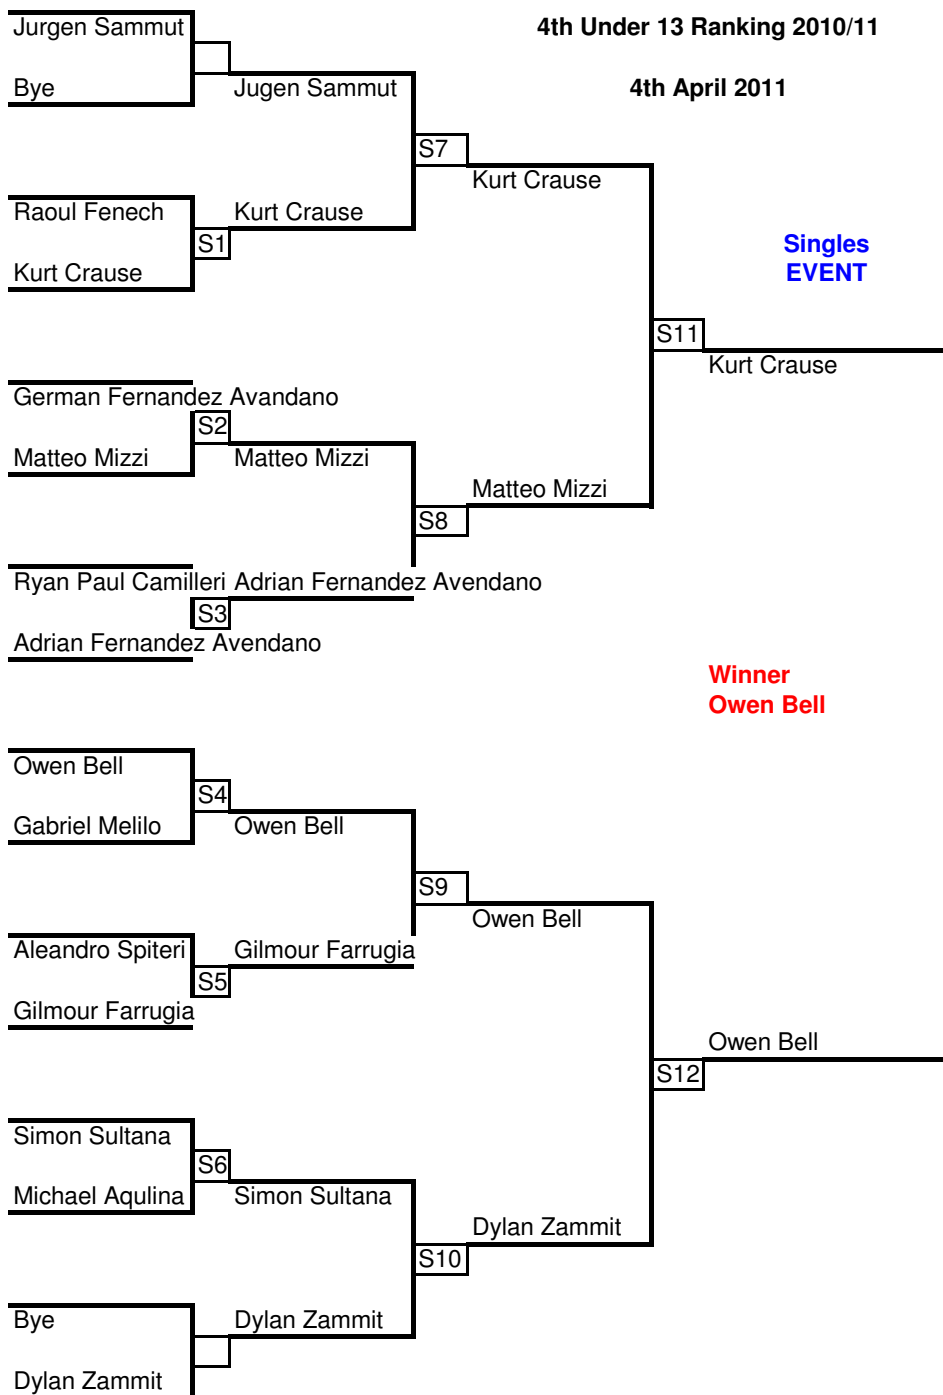 Jurgen Sammut
4th Under 13 Ranking 2010/11
Bye
Jugen Sammut
4th April 2011
S7
Kurt Crause
Raoul Fenech
Kurt Crause
S1
Singles
EVENT
Kurt Crause
S11
Kurt Crause
German Fernandez Avandano
S2
Matteo Mizzi
Matteo Mizzi
Matteo Mizzi
S8
Ryan Paul Camilleri
Adrian Fernandez Avendano
S3
Adrian Fernandez Avendano
Winner
Owen Bell
Owen Bell
S4
Gabriel Melilo
Owen Bell
S9
Owen Bell
Aleandro Spiteri
Gilmour Farrugia
S5
Gilmour Farrugia
Owen Bell
S12
Simon Sultana
S6
Michael Aqulina
Simon Sultana
Dylan Zammit
S10
Bye
Dylan Zammit
Dylan Zammit